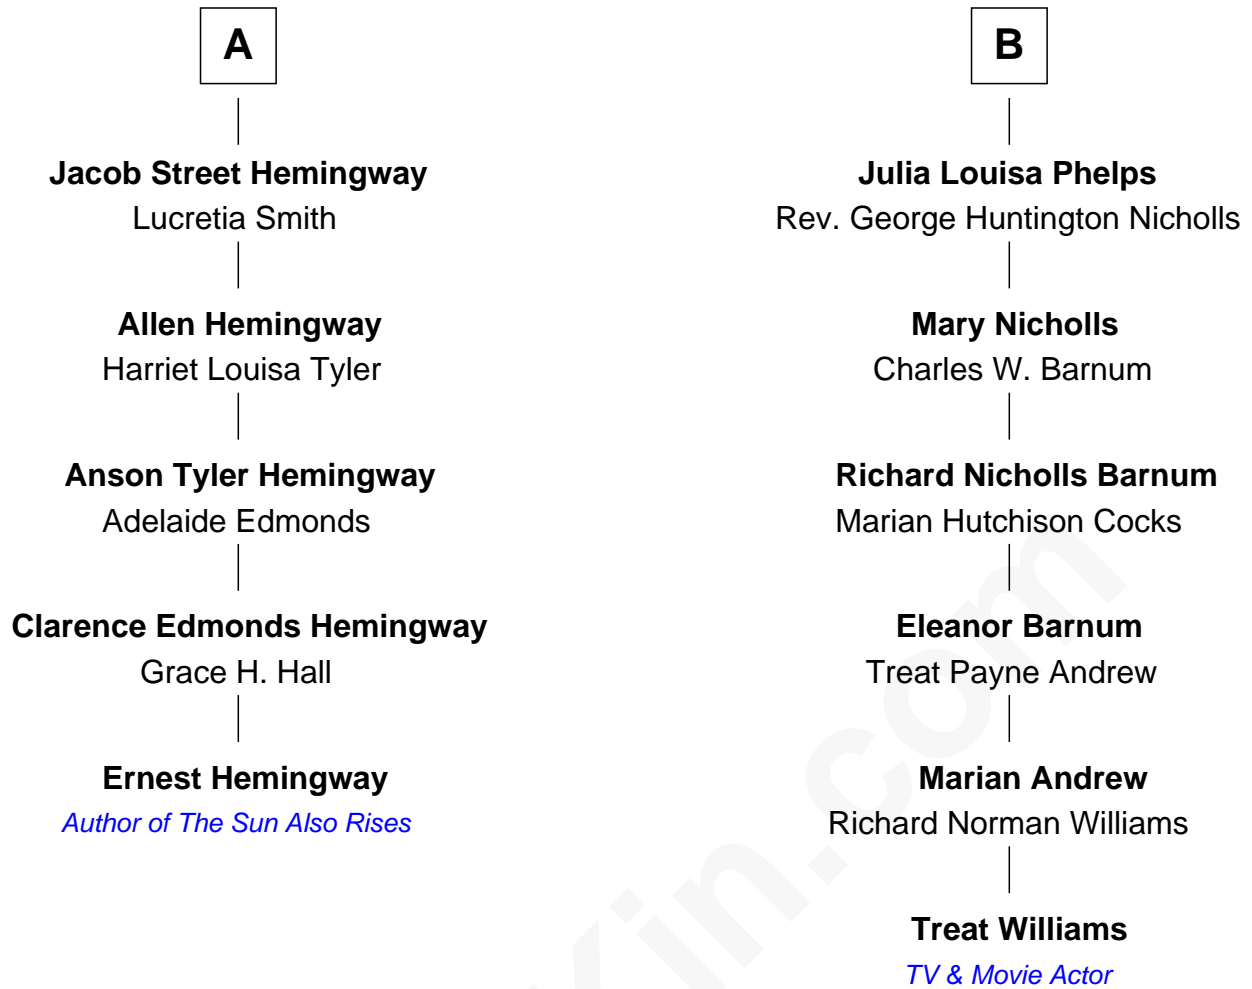 A
Jacob Street Hemingway
Lucretia Smith
Allen Hemingway
Harriet Louisa Tyler
Anson Tyler Hemingway
Adelaide Edmonds
Clarence Edmonds Hemingway
Grace H. Hall
Ernest Hemingway
Author of The Sun Also Rises
B
Julia Louisa Phelps
Rev. George Huntington Nicholls
Mary Nicholls
Charles W. Barnum
Richard Nicholls Barnum
Marian Hutchison Cocks
Eleanor Barnum
Treat Payne Andrew
Marian Andrew
Richard Norman Williams
Treat Williams
TV & Movie Actor